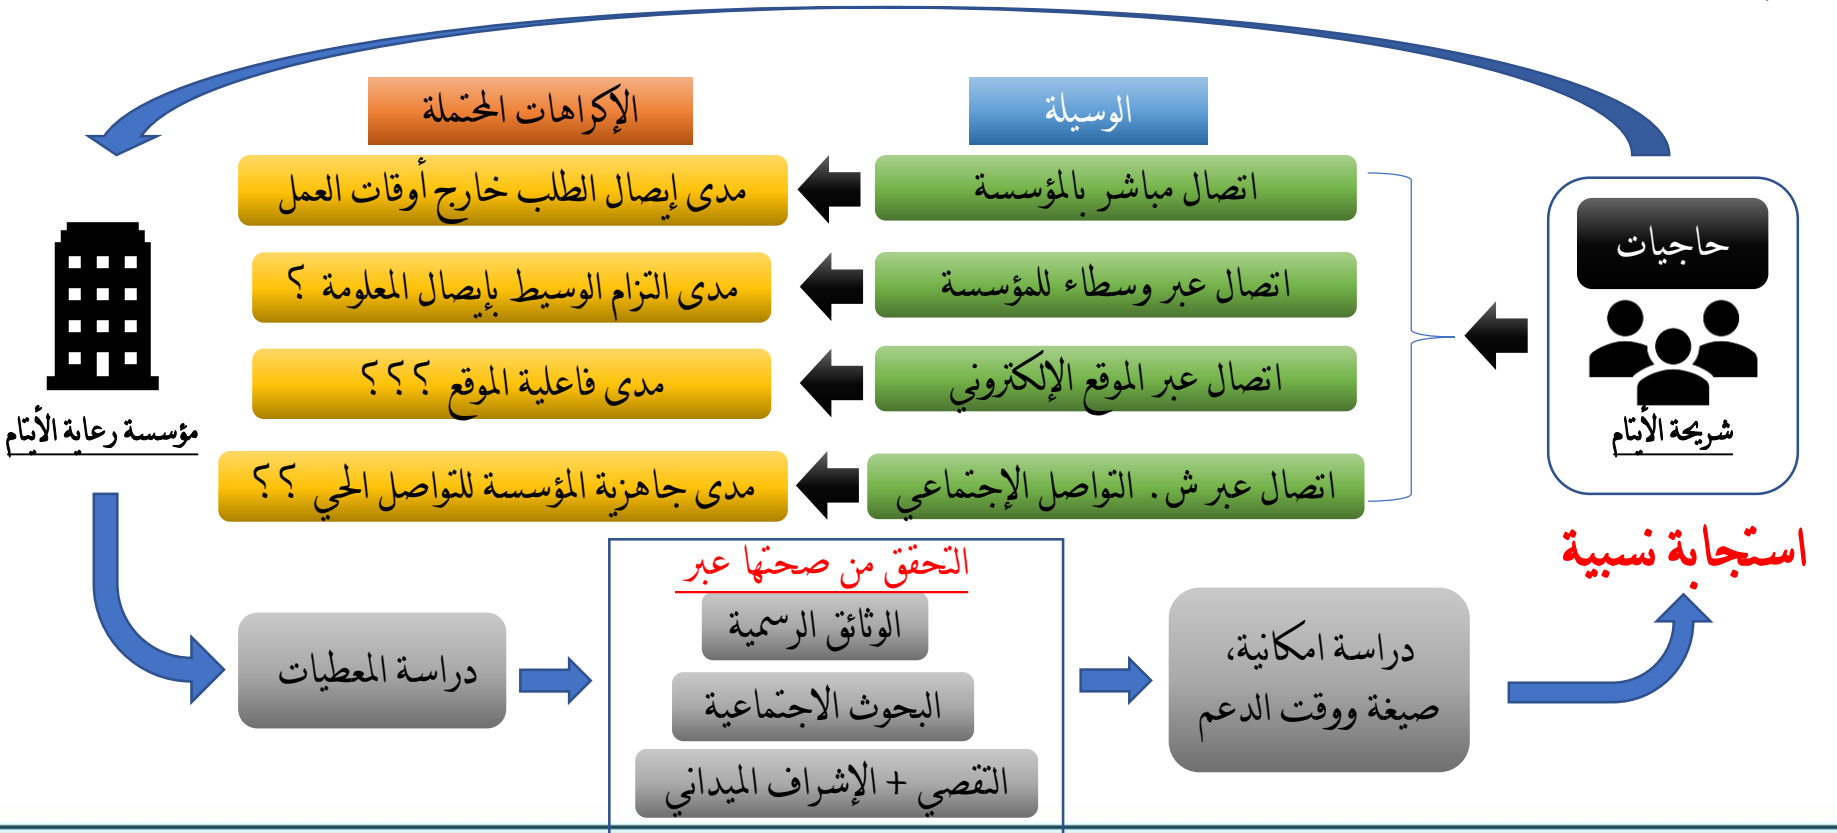 الوسيلة
الإكراهات المحتملة
حاجيات
شريحة الأيتام
اتصال مباشر بالمؤسسة
مدى إيصال الطلب خارج أوقات العمل
اتصال عبر وسطاء للمؤسسة
مدى التزام الوسيط بإيصال المعلومة ؟
اتصال عبر الموقع الإلكتروني
مدى فاعلية الموقع ؟؟؟
اتصال عبر ش. التواصل الإجتماعي
مدى جاهزية المؤسسة للتواصل الحي ؟؟
مؤسسة رعاية الأيتام
دراسة المعطيات
التحقق من صحتها عبر
الوثائق الرسمية
البحوث الاجتماعية
التقصي + الإشراف الميداني
دراسة امكانية،
صيغة ووقت الدعم
استجابة نسبية